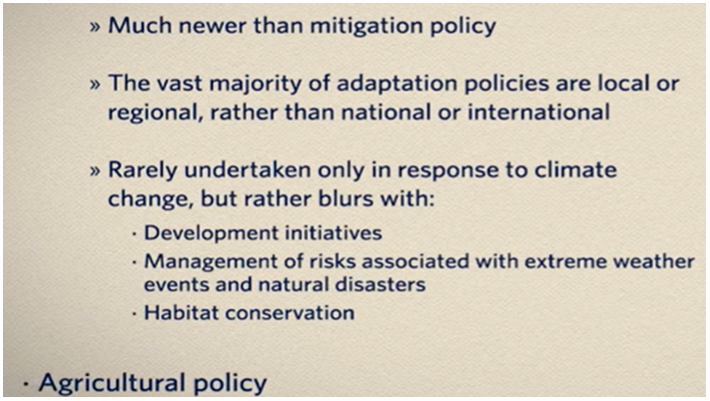 » Much newer than mitigation policy
» The vast majority of adaptation policies are local or
regional, rather than national or international
» Rarely undertaken only in response to climate
change, but rather blurs with:
· Development initiatives
· Management of risks associated with extreme weather
events and natural disasters
· Habitat conservation
· Agricultural policy